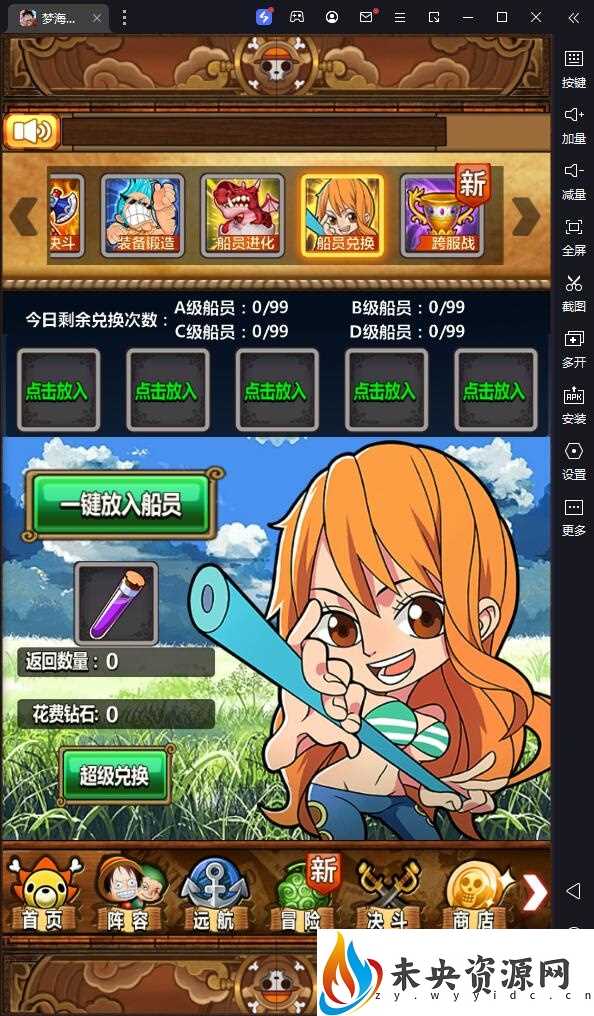 梦海...
按键
加量
减量
全屏
截图
多开
APK
安装
设置
更多
新
决斗
装备锻造
船员进化
船员兑换
跨服战
今日剩余兑换次数：
A级船员：0/99
B级船员：0/99
C级船员：0/99
D级船员：0/99
点击放入
点击放入
点击放入
点击放入
点击放入
一键放入船员
返回数量：0
花费钻石: 0
超级兑换
新
首页
阵容
远航
冒险
决斗
商店
未央资源网
zy.wyyidc.cn